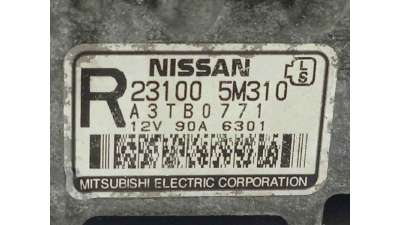 NISSAN
L
S
R 23100 5M310
A3TB0771
12V 90A 6301
MITSUBISHI ELECTRIC CORPORATION